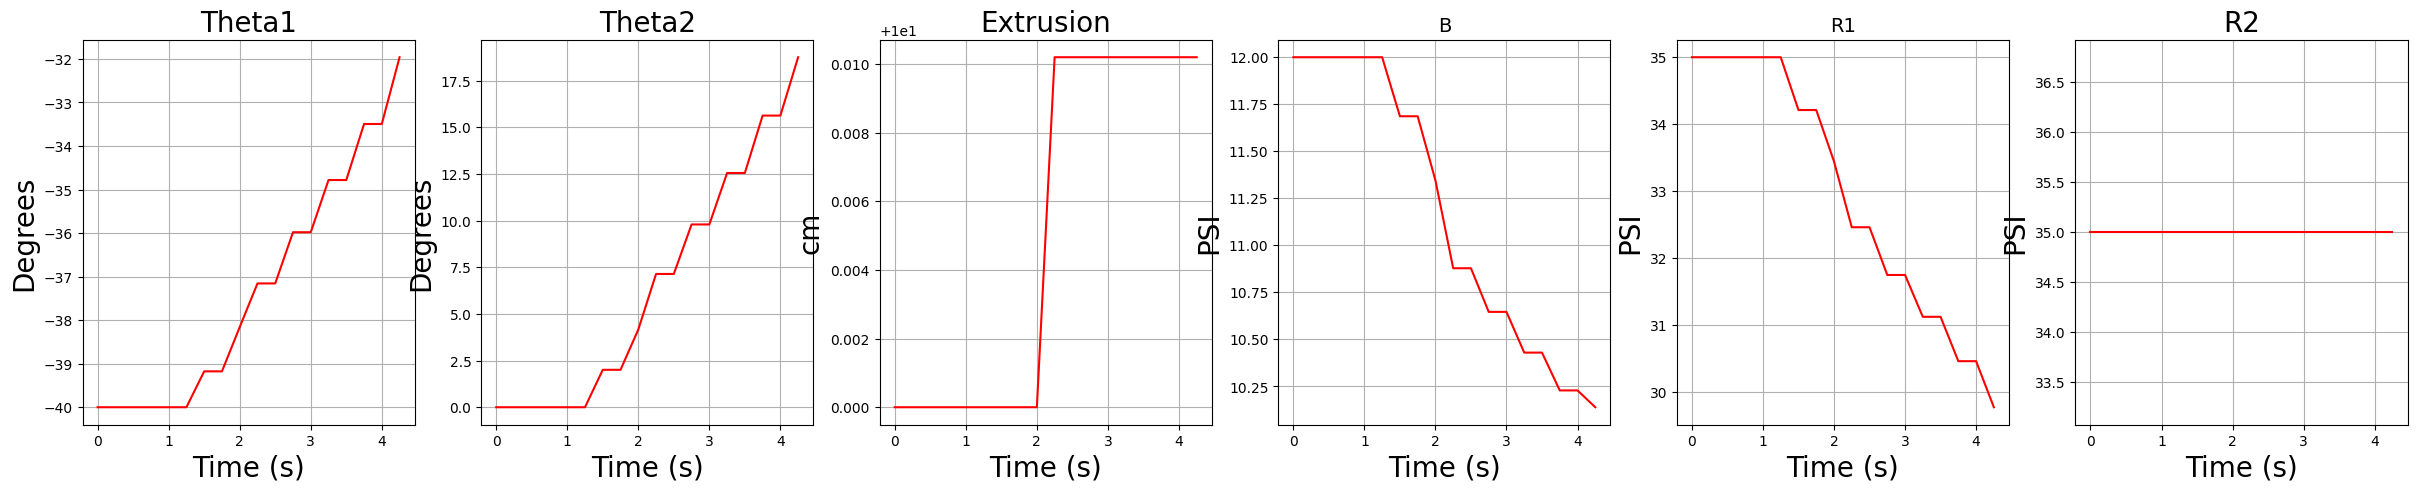 Theta1
Degrees
−32
−33
−34
−35
−36
−37
−38
−39
−40
0 1 2 3 4
Time (s)
Theta2
Degrees
17.5
15.0
12.5
10.0
7.5
5.0
2.5
0.0
0 1 2 3 4
Time (s)
Extrusion
+1e1
cm
0.010
0.008
0.006
0.004
0.002
0.000
0 1 2 3 4
Time (s)
B
PSI
12.00
11.75
11.50
11.25
11.00
10.75
10.50
10.25
0 1 2 3 4
Time (s)
R1
PSI
35
34
33
32
31
30
0 1 2 3 4
Time (s)
R2
PSI
36.5
36.0
35.5
35.0
34.5
34.0
33.5
0 1 2 3 4
Time (s)